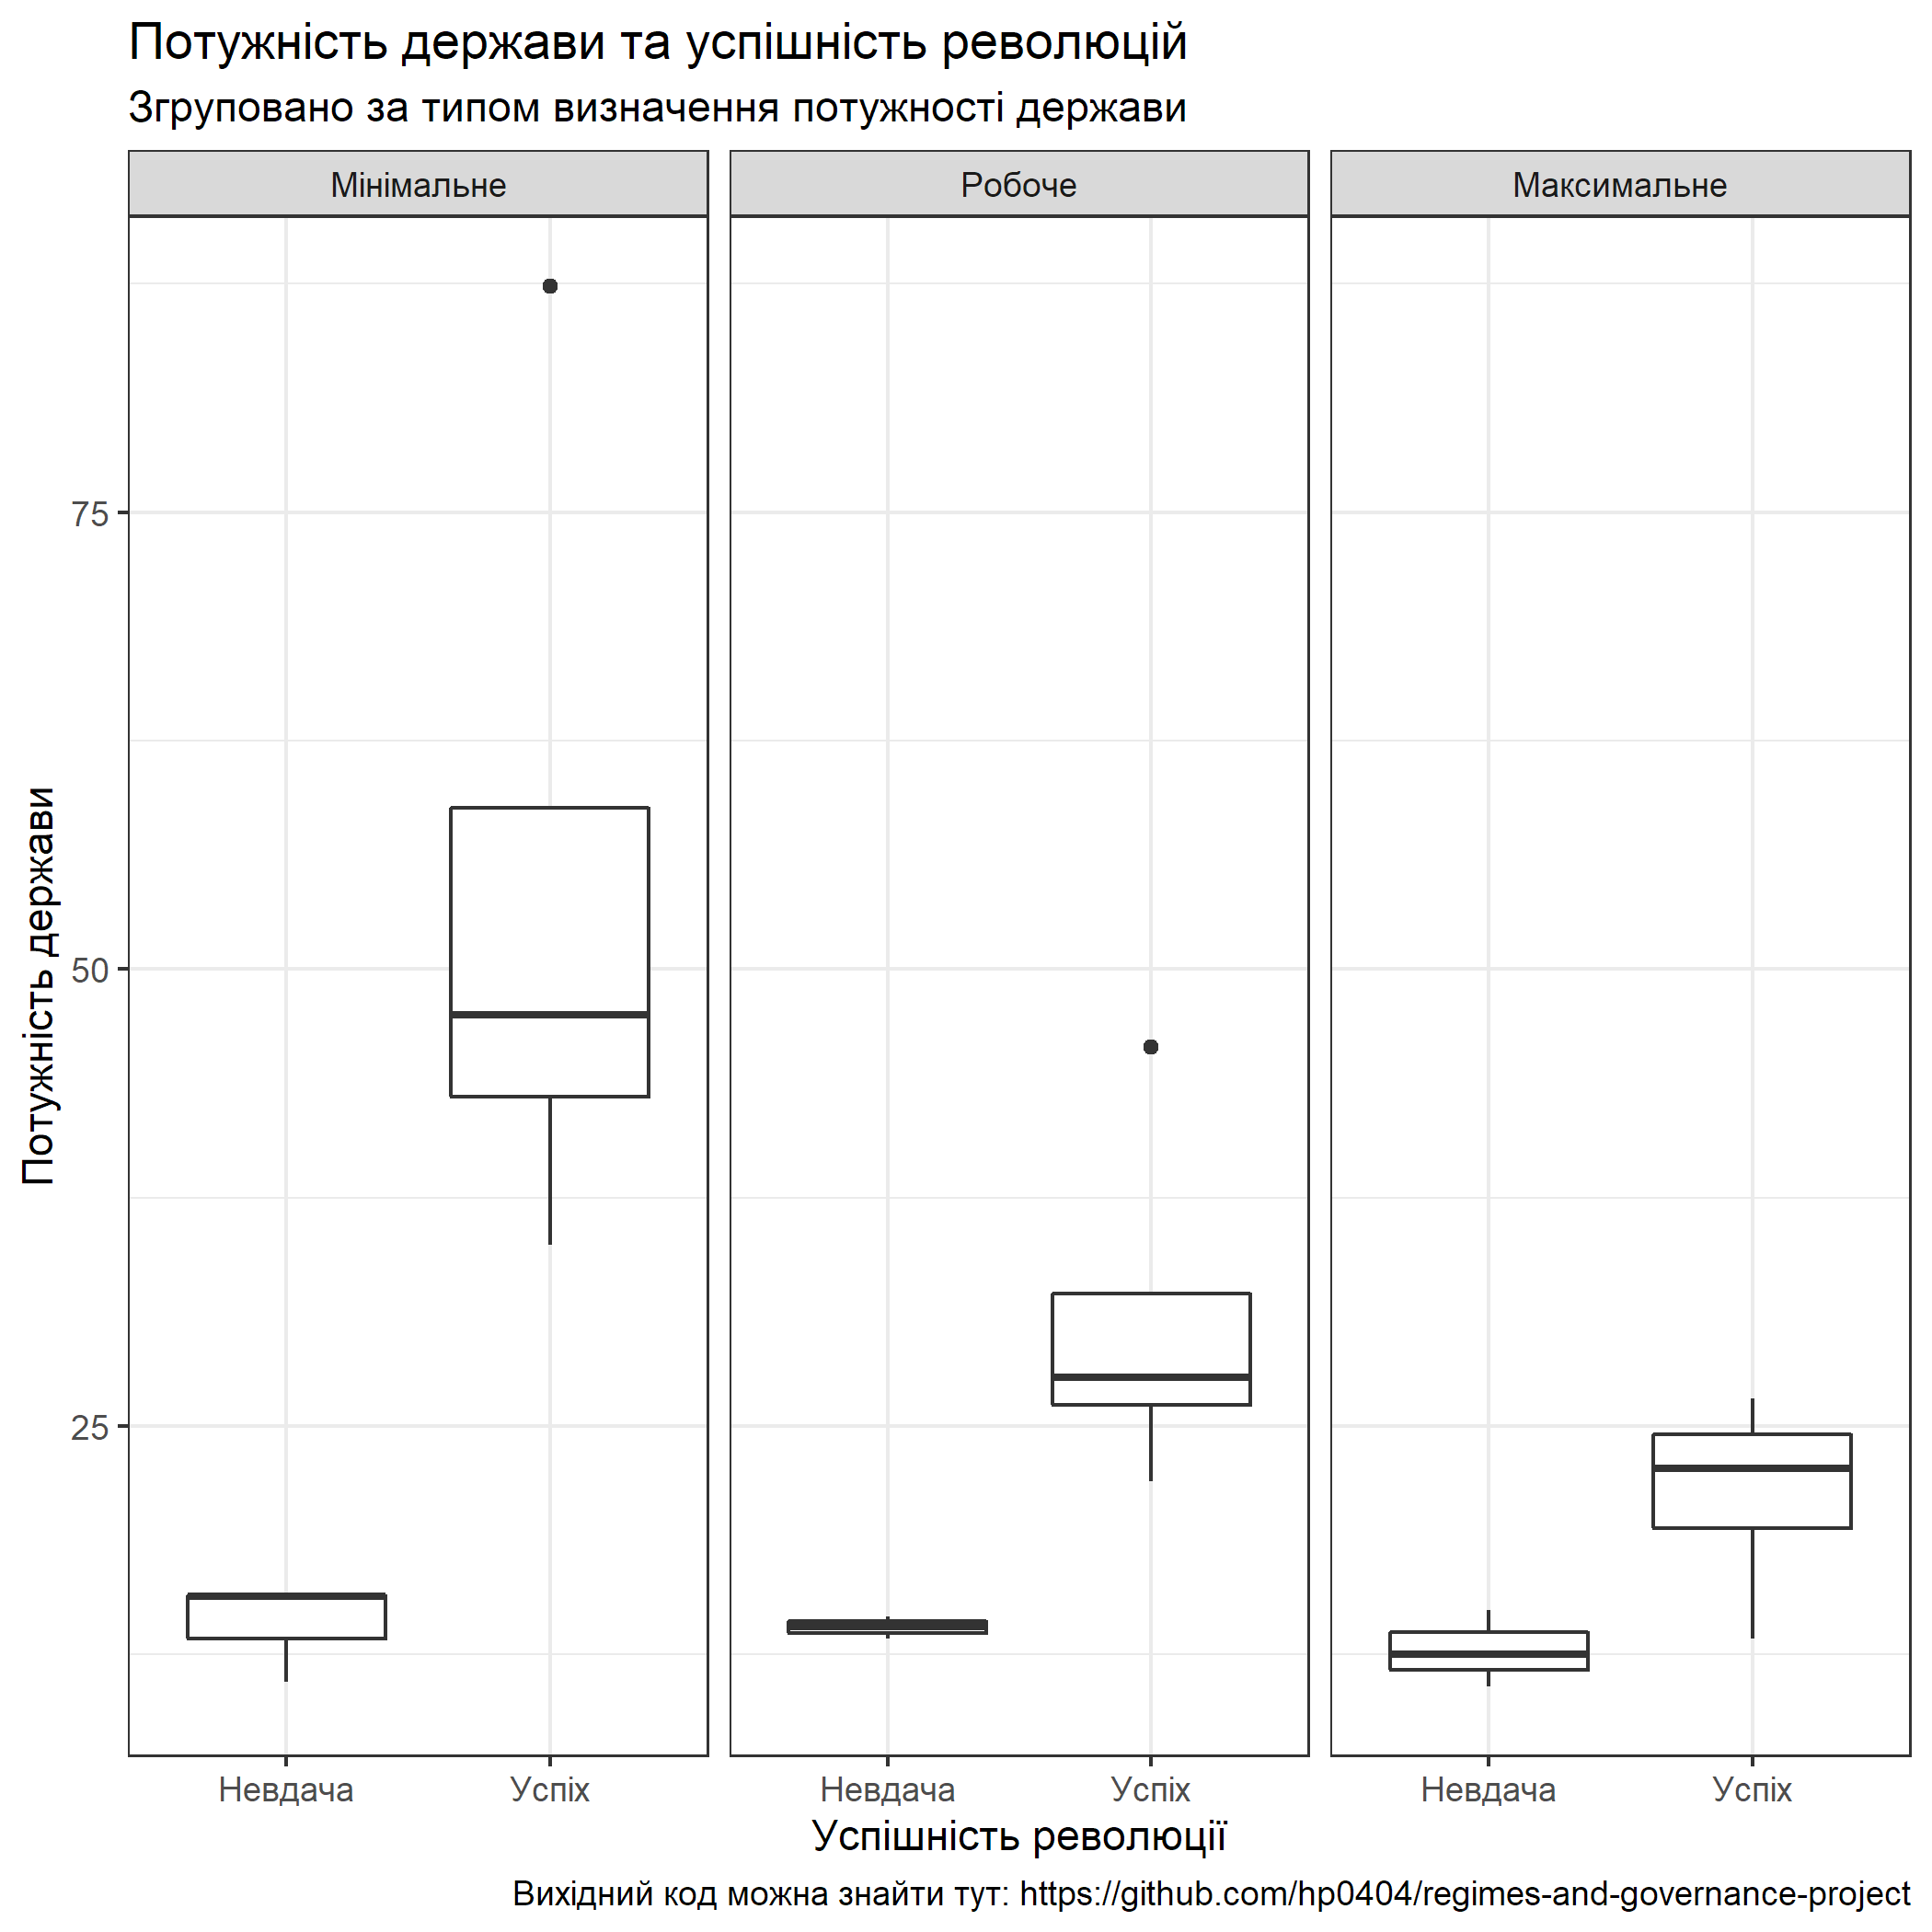 Потужність держави та успішність революцій
Згруповано за типом визначення потужності держави
Мінімальне
Робоче
Максимальне
Потужність держави
75
50
25
Невдача
Успіх
Невдача
Успіх
Невдача
Успіх
Успішність революції
Вихідний код можна знайти тут: https://github.com/hp0404/regimes-and-governance-project